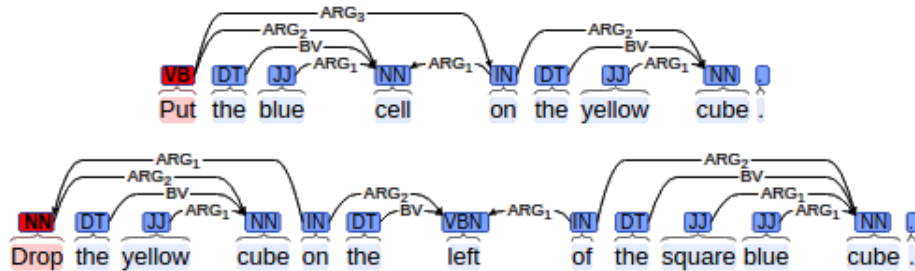 ARG3
ARG2 ARG2
BV BV
VB DT JJ ARG1 NN ARG1 IN DT JJ ARG1 NN .
Put the blue cell on the yellow cube .
ARG1 ARG2
ARG2 BV
BV ARG2 ARG1
NN DT JJ ARG1 NN IN DT BV VBN ARG1 IN DT JJ JJ ARG1 NN .
Drop the yellow cube on the left of the square blue cube .